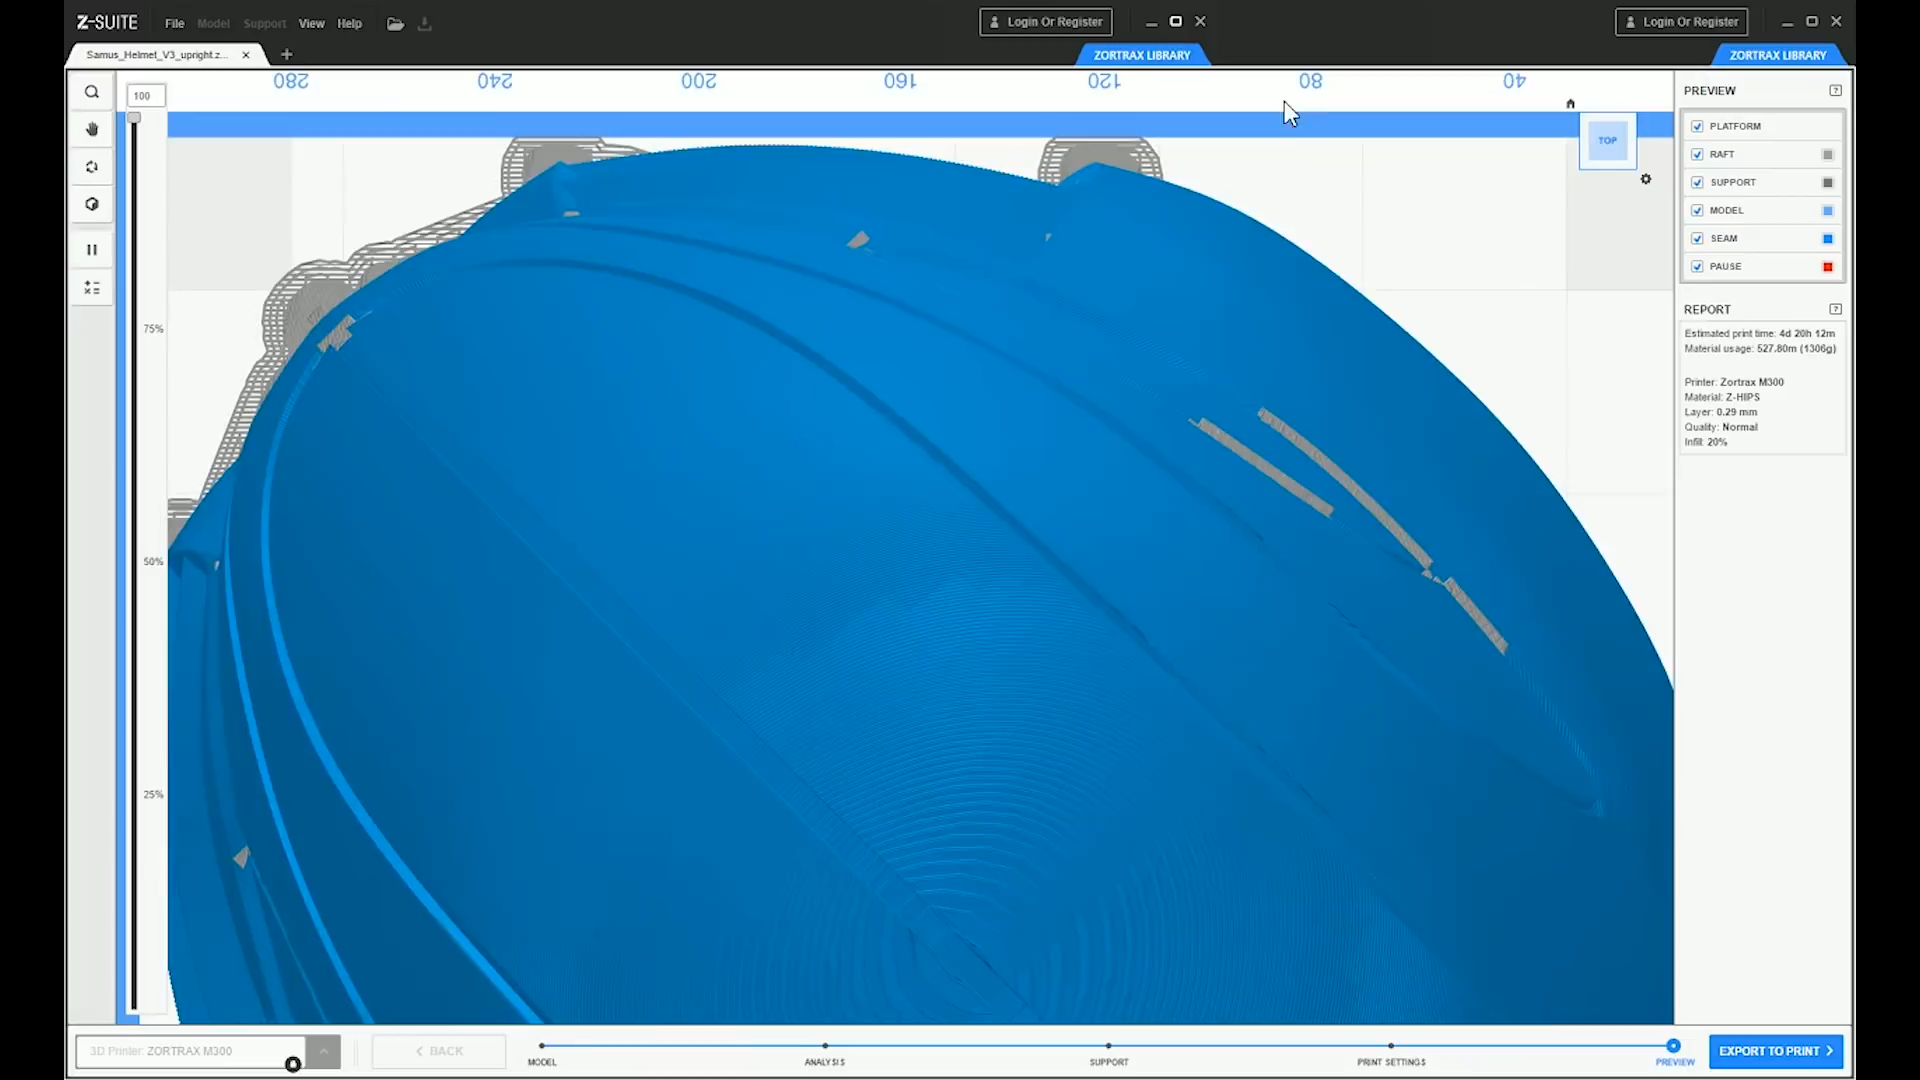 Z-SUITE File Model Support View Help Login Or Register Login Or Register
Samus_Helmet_V3_upright.z... ZORTRAX LIBRARY ZORTRAX LIBRARY
280 240 200 160 120 80 40
100
75%
50%
25%
TOP
PREVIEW ?
PLATFORM
RAFT
SUPPORT
MODEL
SEAM
PAUSE
REPORT ?
Estimated print time: 4d 20h 12m
Material usage: 527.80m (1306g)
Printer: Zortrax M300
Material: Z-HIPS
Layer: 0.29 mm
Quality: Normal
Infill: 20%
3D Printer: ZORTRAX M300 BACK EXPORT TO PRINT
MODEL ANALYSIS SUPPORT PRINT SETTINGS PREVIEW